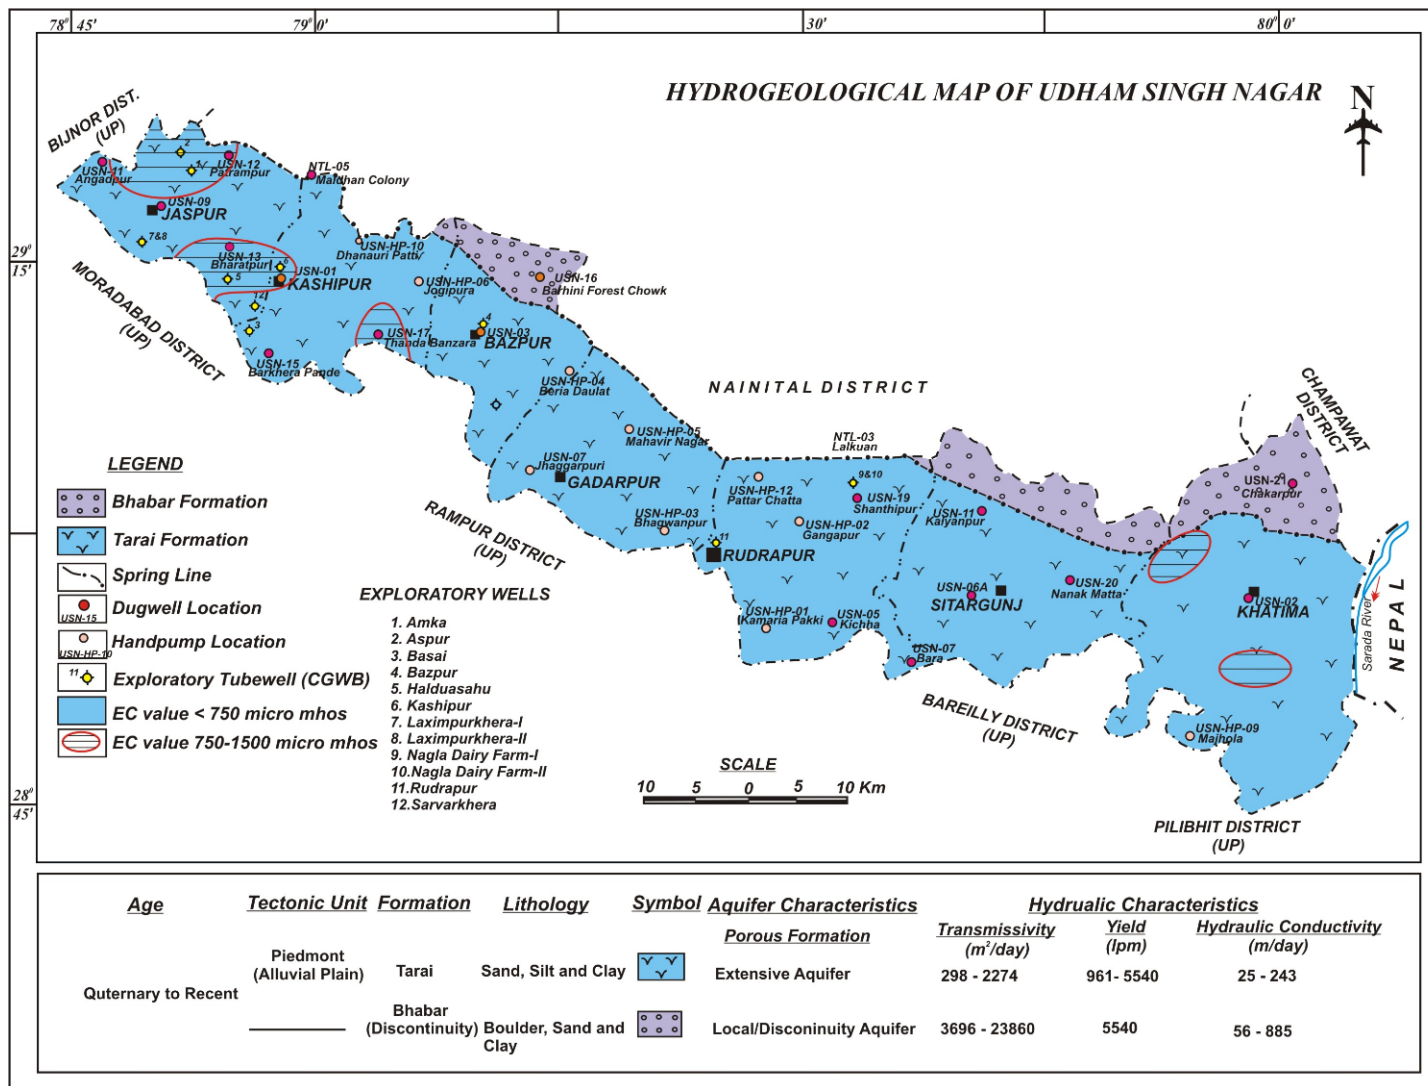 78° 45'
79° 0'
30'
80° 0'
HYDROGEOLOGICAL MAP OF UDHAM SINGH NAGAR
N
BIJNOR DIST.
(UP)
2
1
USN-11
Angadpur
USN-12
Patrampur
NTL-05
Maldhan Colony
USN-09
JASPUR
7&8
USN-13
Bharatpur
5
6
USN-01
KASHIPUR
12
3
USN-15
Barkhera Pande
USN-HP-10
Dhanauri Patti
USN-HP-06
Jogipura
USN-17
Thanda Banzara
4
USN-03
BAZPUR
USN-16
Barhini Forest Chowk
29°
15'
MORADABAD DISTRICT
(UP)
USN-HP-04
Beria Daulat
NAINITAL DISTRICT
CHAMPAWAT
DISTRICT
USN-HP-05
Mahavir Nagar
NTL-03
Lalkuan
USN-07
Jhaggarpuri
GADARPUR
9&10
USN-HP-12
Pattar Chatta
USN-19
Shanthipur
USN-11
Kalyanpur
USN-21
Chakarpur
USN-HP-03
Bhagwanpur
USN-HP-02
Gangapur
11
RUDRAPUR
RAMPUR DISTRICT
(UP)
USN-06A
SITARGUNJ
USN-20
Nanak Matta
USN-02
KHATIMA
USN-HP-01
Kamaria Pakki
USN-05
Kichha
USN-07
Bara
Sarada River
NEPAL
BAREILLY DISTRICT
(UP)
USN-HP-09
Majhola
PILIBHIT DISTRICT
(UP)
28°
45'
LEGEND
Bhabar Formation
Tarai Formation
Spring Line
USN-15
Dugwell Location
USN-HP-10
Handpump Location
11
Exploratory Tubewell (CGWB)
EC value < 750 micro mhos
EC value 750-1500 micro mhos
EXPLORATORY WELLS
1. Amka
2. Aspur
3. Basai
4. Bazpur
5. Halduasahu
6. Kashipur
7. Laximpurkhera-I
8. Laximpurkhera-II
9. Nagla Dairy Farm-I
10.Nagla Dairy Farm-II
11.Rudrapur
12.Sarvarkhera
SCALE
10 5 0 5 10 Km
Age Tectonic Unit Formation Lithology Symbol Aquifer Characteristics Hydrualic Characteristics
Porous Formation Transmissivity (m²/day) Yield (lpm) Hydraulic Conductivity (m/day)
Quternary to Recent
Piedmont (Alluvial Plain) Tarai Sand, Silt and Clay Extensive Aquifer 298 - 2274 961- 5540 25 - 243
Bhabar (Discontinuity) Boulder, Sand and Clay Local/Disconinuity Aquifer 3696 - 23860 5540 56 - 885